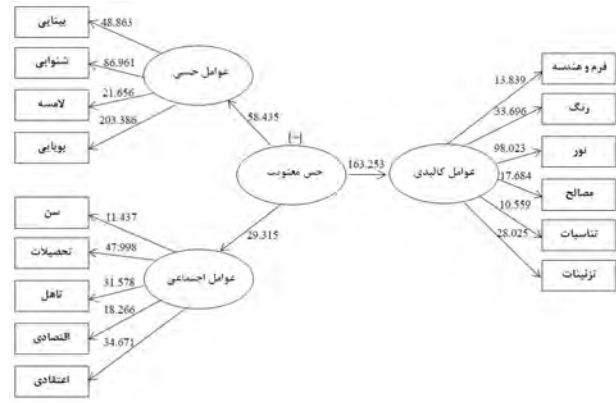 بینایی
شنوایی
لامسه
بویایی
48.863
86.961
21.656
203.386
عوامل حسی
58.435
[--]
حس معنویت
163.253
عوامل کالبدی
13.839
33.696
98.023
17.684
10.559
28.025
فرم و هندسه
رنگ
نور
مصالح
تناسبات
تزئینات
29.315
عوامل اجتماعی
11.437
47.998
31.578
18.266
34.671
سن
تحصیلات
تاهل
اقتصادی
اعتقادی